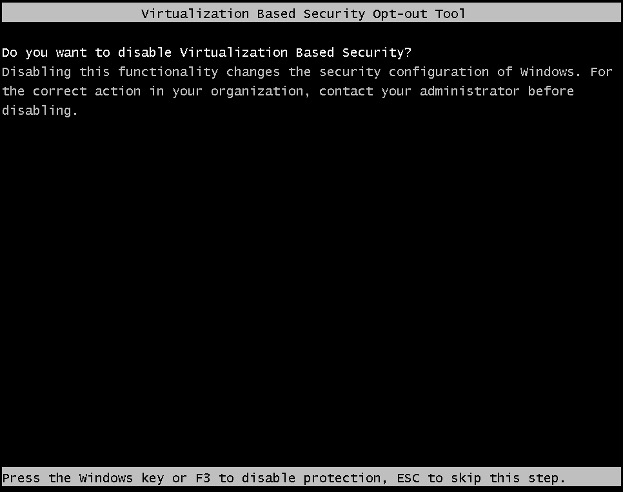 Virtualization Based Security Opt-out Tool
Do you want to disable Virtualization Based Security?
Disabling this functionality changes the security configuration of Windows. For
the correct action in your organization, contact your administrator before
disabling.
Press the Windows key or F3 to disable protection, ESC to skip this step.